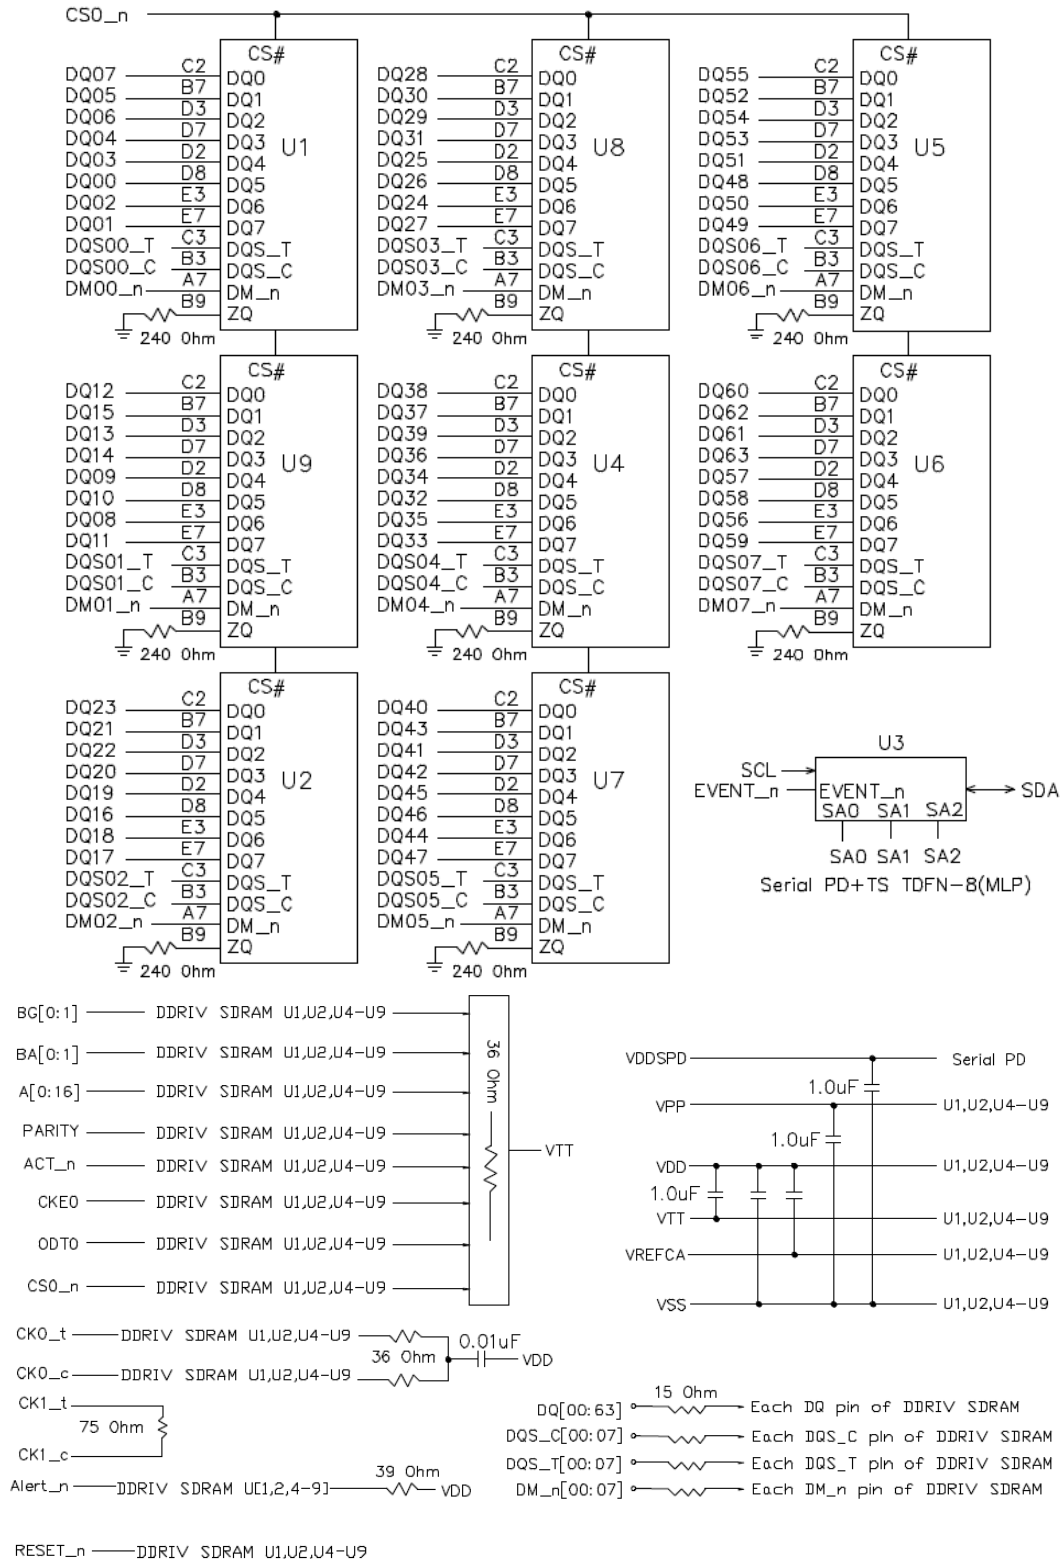 CS0_n
CS#
DQ07 C2 DQ0
DQ05 B7 DQ1
DQ06 D3 DQ2
DQ04 D7 DQ3
U1
DQ03 D2 DQ4
DQ00 D8 DQ5
DQ02 E3 DQ6
DQ01 E7 DQ7
DQS00_T C3 DQS_T
DQS00_C B3 DQS_C
DM00_n A7 DM_n
B9 ZQ
240 Ohm
CS#
DQ28 C2 DQ0
DQ30 B7 DQ1
DQ29 D3 DQ2
DQ31 D7 DQ3
U8
DQ25 D2 DQ4
DQ26 D8 DQ5
DQ24 E3 DQ6
DQ27 E7 DQ7
DQS03_T C3 DQS_T
DQS03_C B3 DQS_C
DM03_n A7 DM_n
B9 ZQ
240 Ohm
CS#
DQ55 C2 DQ0
DQ52 B7 DQ1
DQ54 D3 DQ2
DQ53 D7 DQ3
U5
DQ51 D2 DQ4
DQ48 D8 DQ5
DQ50 E3 DQ6
DQ49 E7 DQ7
DQS06_T C3 DQS_T
DQS06_C B3 DQS_C
DM06_n A7 DM_n
B9 ZQ
240 Ohm
CS#
DQ12 C2 DQ0
DQ15 B7 DQ1
DQ13 D3 DQ2
DQ14 D7 DQ3
U9
DQ09 D2 DQ4
DQ10 D8 DQ5
DQ08 E3 DQ6
DQ11 E7 DQ7
DQS01_T C3 DQS_T
DQS01_C B3 DQS_C
DM01_n A7 DM_n
B9 ZQ
240 Ohm
CS#
DQ38 C2 DQ0
DQ37 B7 DQ1
DQ39 D3 DQ2
DQ36 D7 DQ3
U4
DQ34 D2 DQ4
DQ32 D8 DQ5
DQ35 E3 DQ6
DQ33 E7 DQ7
DQS04_T C3 DQS_T
DQS04_C B3 DQS_C
DM04_n A7 DM_n
B9 ZQ
240 Ohm
CS#
DQ60 C2 DQ0
DQ62 B7 DQ1
DQ61 D3 DQ2
DQ63 D7 DQ3
U6
DQ57 D2 DQ4
DQ58 D8 DQ5
DQ56 E3 DQ6
DQ59 E7 DQ7
DQS07_T C3 DQS_T
DQS07_C B3 DQS_C
DM07_n A7 DM_n
B9 ZQ
240 Ohm
CS#
DQ23 C2 DQ0
DQ21 B7 DQ1
DQ22 D3 DQ2
DQ20 D7 DQ3
U2
DQ19 D2 DQ4
DQ16 D8 DQ5
DQ18 E3 DQ6
DQ17 E7 DQ7
DQS02_T C3 DQS_T
DQS02_C B3 DQS_C
DM02_n A7 DM_n
B9 ZQ
240 Ohm
CS#
DQ40 C2 DQ0
DQ43 B7 DQ1
DQ41 D3 DQ2
DQ42 D7 DQ3
U7
DQ45 D2 DQ4
DQ46 D8 DQ5
DQ44 E3 DQ6
DQ47 E7 DQ7
DQS05_T C3 DQS_T
DQS05_C B3 DQS_C
DM05_n A7 DM_n
B9 ZQ
240 Ohm
U3
SCL
EVENT_n EVENT_n SDA
SA0 SA1 SA2
SA0 SA1 SA2
Serial PD+TS TDFN-8(MLP)
BG[0:1] DDRIV SDRAM U1,U2,U4-U9
BA[0:1] DDRIV SDRAM U1,U2,U4-U9
A[0:16] DDRIV SDRAM U1,U2,U4-U9
PARITY DDRIV SDRAM U1,U2,U4-U9
ACT_n DDRIV SDRAM U1,U2,U4-U9
CKE0 DDRIV SDRAM U1,U2,U4-U9
ODT0 DDRIV SDRAM U1,U2,U4-U9
CS0_n DDRIV SDRAM U1,U2,U4-U9
36 Ohm
VTT
VDDSPD Serial PD
1.0uF
VPP U1,U2,U4-U9
1.0uF
VDD U1,U2,U4-U9
1.0uF
VTT U1,U2,U4-U9
VREFCA U1,U2,U4-U9
VSS U1,U2,U4-U9
CK0_t DDRIV SDRAM U1,U2,U4-U9
36 Ohm
0.01uF
VDD
CK0_c DDRIV SDRAM U1,U2,U4-U9
CK1_t
75 Ohm
CK1_c
Alert_n DDRIV SDRAM U[1,2,4-9] 39 Ohm VDD
RESET_n DDRIV SDRAM U1,U2,U4-U9
15 Ohm
DQ[00:63] Each DQ pin of DDRIV SDRAM
DQS_C[00:07] Each DQS_C pin of DDRIV SDRAM
DQS_T[00:07] Each DQS_T pin of DDRIV SDRAM
DM_n[00:07] Each DM_n pin of DDRIV SDRAM